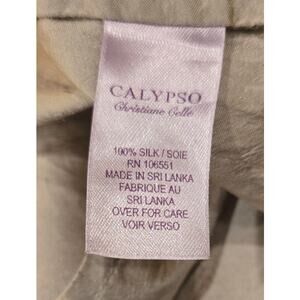 CALYPSO
Christiane Celle
100% SILK / SOIE
RN 106551
MADE IN SRI LANKA
FABRIQUE AU
SRI LANKA
OVER FOR CARE
VOIR VERSO